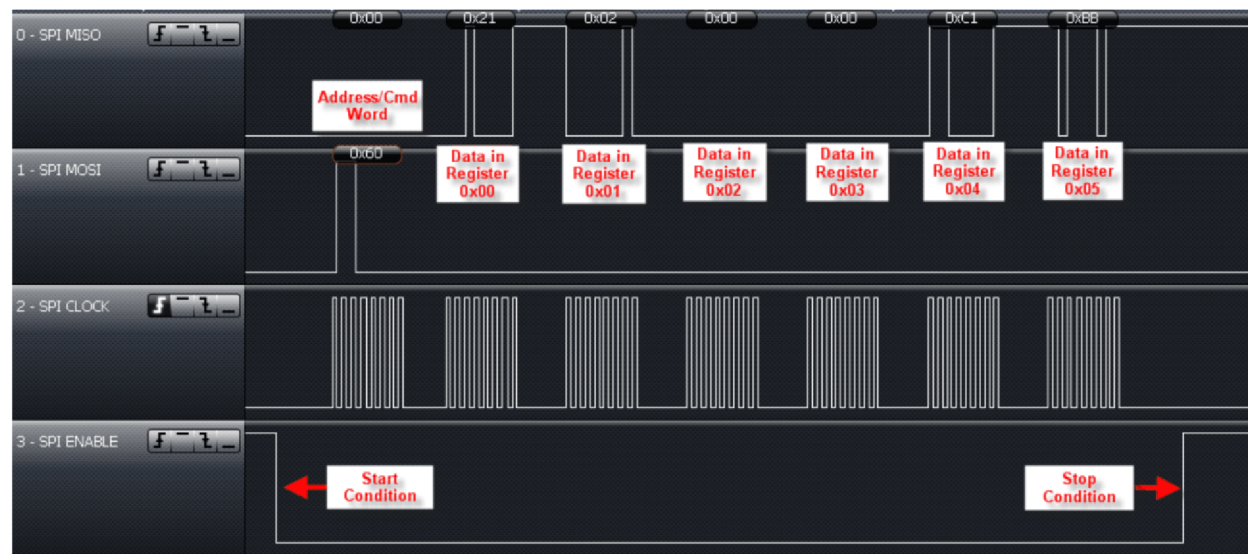 0x00 0x21 0x02 0x00 0x00 0xC1 0xBB
0 - SPI MISO
Address/Cmd
Word
0x60
1 - SPI MOSI
Data in
Register
0x00
Data in
Register
0x01
Data in
Register
0x02
Data in
Register
0x03
Data in
Register
0x04
Data in
Register
0x05
2 - SPI CLOCK
3 - SPI ENABLE
Start
Condition
Stop
Condition